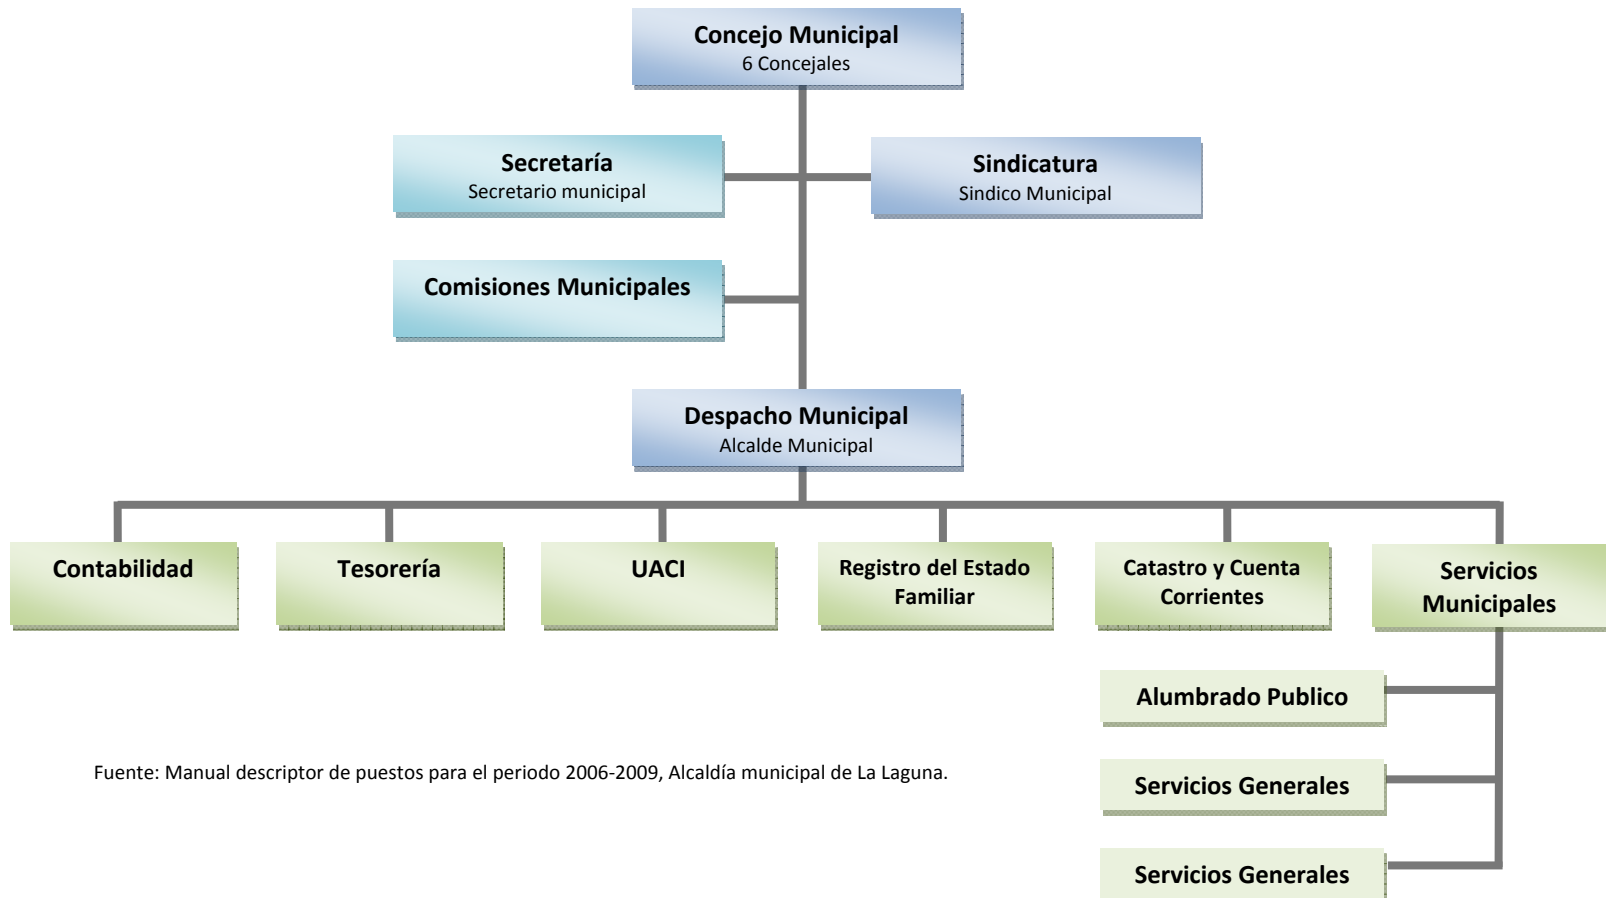 Concejo Municipal
6 Concejales
Secretaría
Secretario municipal
Sindicatura
Sindico Municipal
Comisiones Municipales
Despacho Municipal
Alcalde Municipal
Contabilidad
Tesorería
UACI
Registro del Estado
Familiar
Catastro y Cuenta
Corrientes
Servicios
Municipales
Alumbrado Publico
Servicios Generales
Servicios Generales
Fuente: Manual descriptor de puestos para el periodo 2006-2009, Alcaldía municipal de La Laguna.